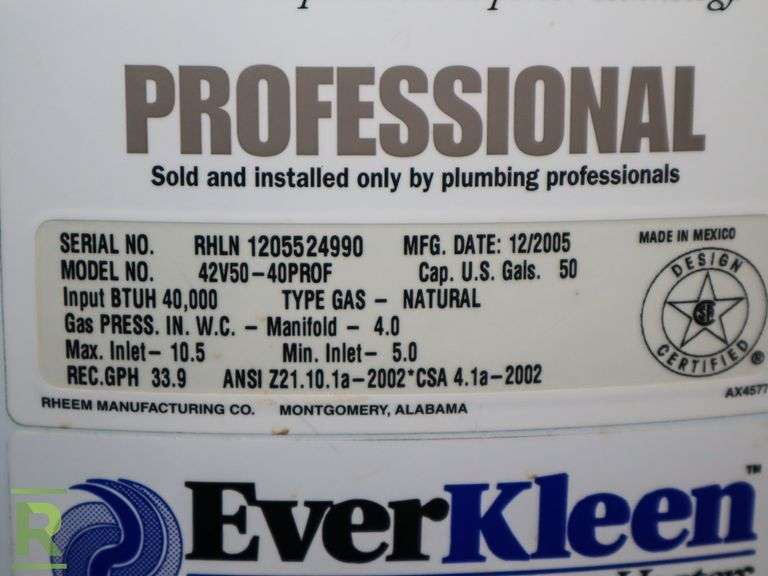 PROFESSIONAL
Sold and installed only by plumbing professionals
SERIAL NO. RHLN 1205524990 MFG. DATE: 12/2005
MADE IN MEXICO
MODEL NO. 42V50-40PROF Cap. U.S. Gals. 50
Input BTUH 40,000 TYPE GAS - NATURAL
Gas PRESS. IN. W.C. - Manifold - 4.0
Max. Inlet- 10.5 Min. Inlet- 5.0
REC.GPH 33.9 ANSI Z21.10.1a-2002*CSA 4.1a-2002
DESIGN
CERTIFIED®
AX4577
RHEEM MANUFACTURING CO. MONTGOMERY, ALABAMA
EverKleen™
R